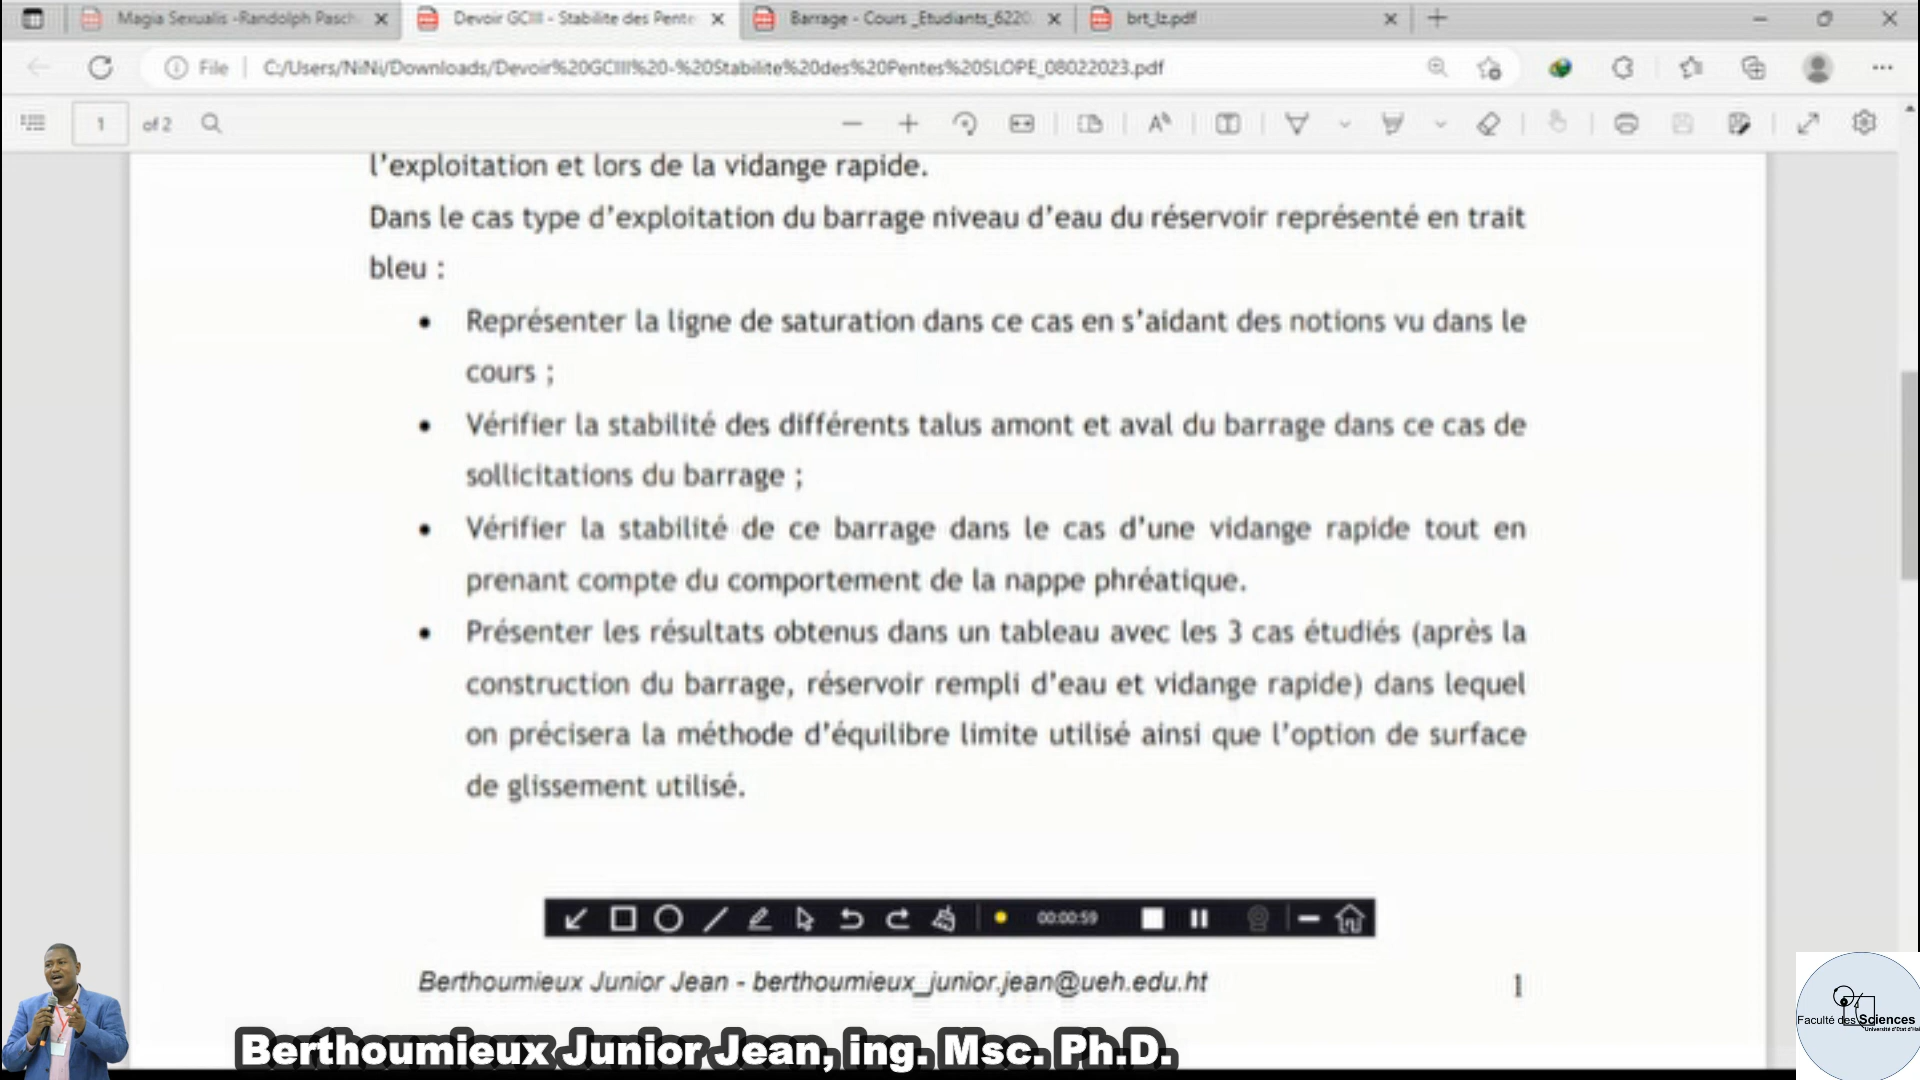 Magia Sexualis -Randolph Pasch
Devoir GCIII - Stabilite des Pente
Barrage - Cours _Etudiants_6220
brt_lz.pdf
File
C:/Users/NiNi/Downloads/Devoir%20GCIII%20-%20Stabilite%20des%20Pentes%20SLOPE_08022023.pdf
1 of 2
l’exploitation et lors de la vidange rapide.
Dans le cas type d’exploitation du barrage niveau d’eau du réservoir représenté en trait
bleu :
• Représenter la ligne de saturation dans ce cas en s’aidant des notions vu dans le
cours ;
• Vérifier la stabilité des différents talus amont et aval du barrage dans ce cas de
sollicitations du barrage ;
• Vérifier la stabilité de ce barrage dans le cas d’une vidange rapide tout en
prenant compte du comportement de la nappe phréatique.
• Présenter les résultats obtenus dans un tableau avec les 3 cas étudiés (après la
construction du barrage, réservoir rempli d’eau et vidange rapide) dans lequel
on précisera la méthode d’équilibre limite utilisé ainsi que l’option de surface
de glissement utilisé.
00:00:59
Berthoumieux Junior Jean - berthoumieux_junior.jean@ueh.edu.ht
1
Berthoumieux Junior Jean, ing. Msc. Ph.D.
Faculté des Sciences